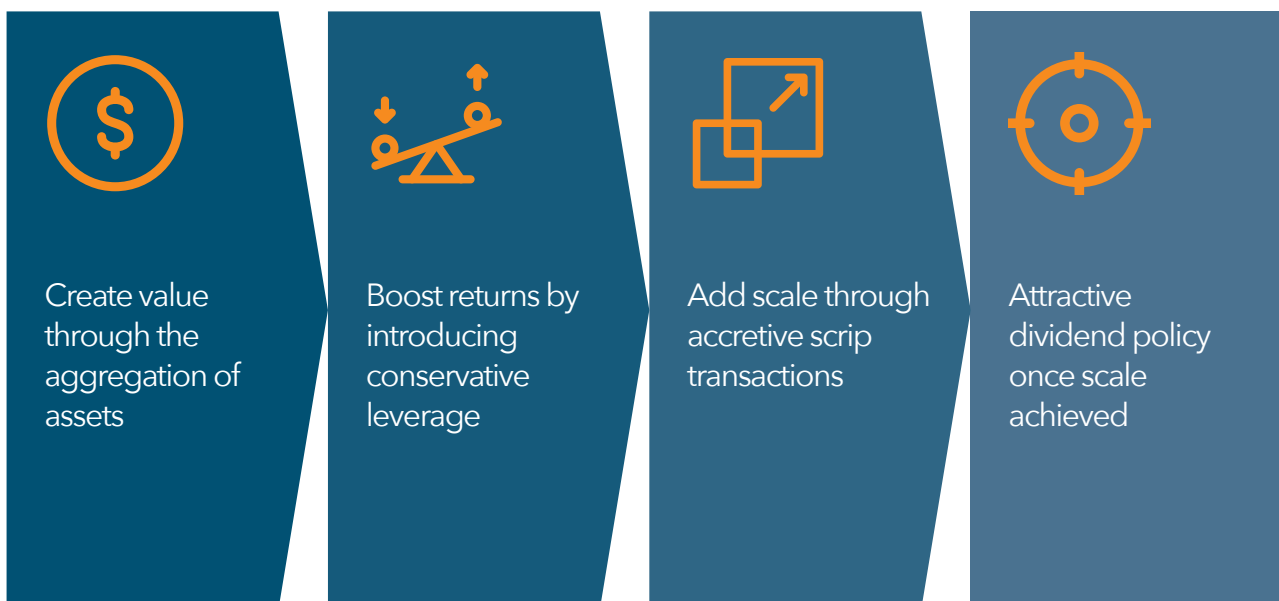 Create value
through the
aggregation of
assets
Boost returns by
introducing
conservative
leverage
Add scale through
accretive scrip
transactions
Attractive
dividend policy
once scale
achieved